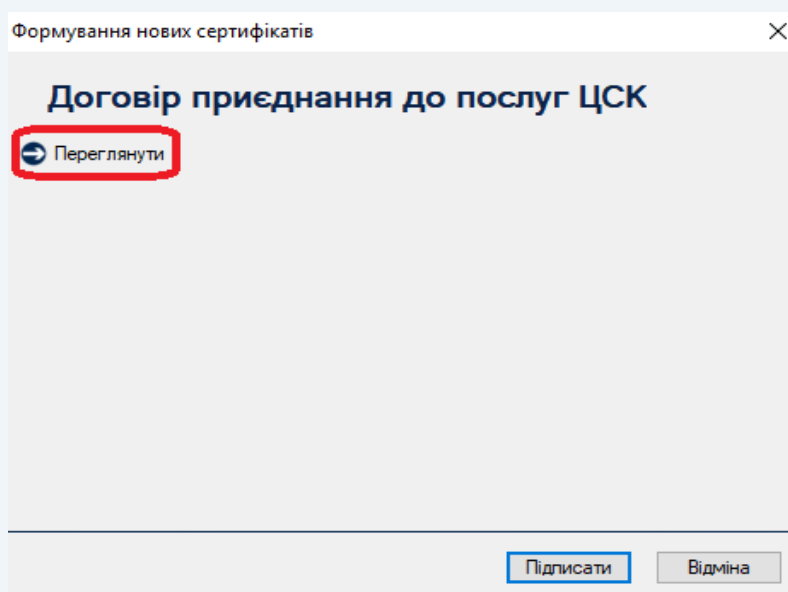 Формування нових сертифікатів
Договір приєднання до послуг ЦСК
Переглянути
Підписати Відміна